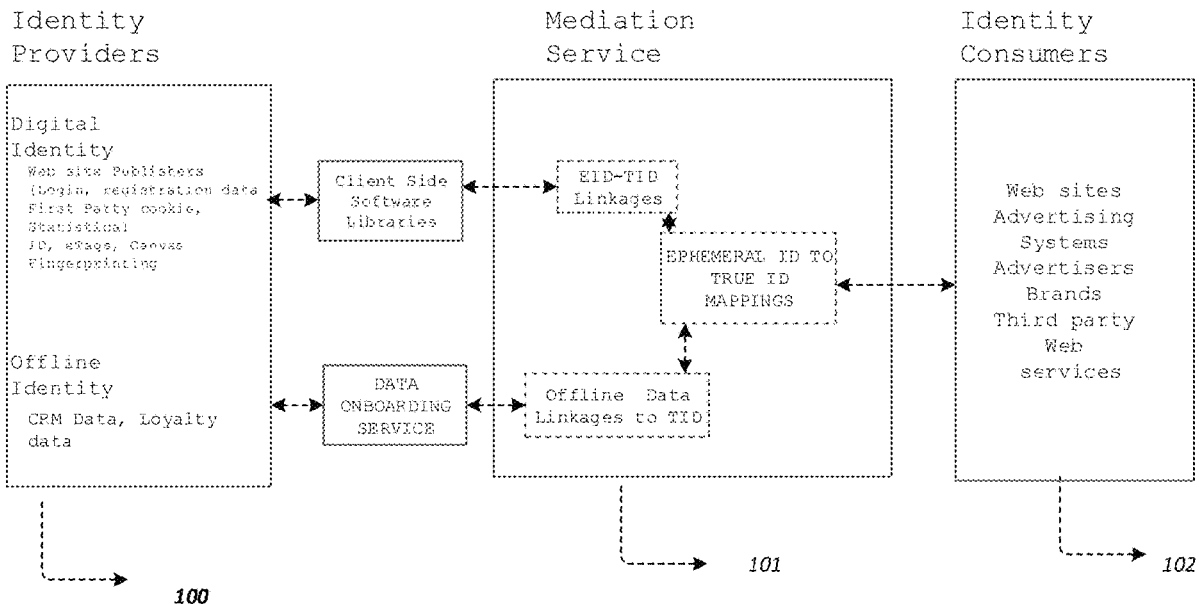 Identity
Providers
Digital
Identity
Web site Publishers
(Login, registration data
First Party cookie,
Statistical
ID, eTags, Canvas
Fingerprinting
Offline
Identity
CRM Data, Loyalty
data
100
Client Side
Software
Libraries
DATA
ONBOARDING
SERVICE
Mediation
Service
EID-TID
Linkages
EPHEMERAL ID TO
TRUE ID
MAPPINGS
Offline Data
Linkages to TID
101
Identity
Consumers
Web sites
Advertising
Systems
Advertisers
Brands
Third party
Web
services
102